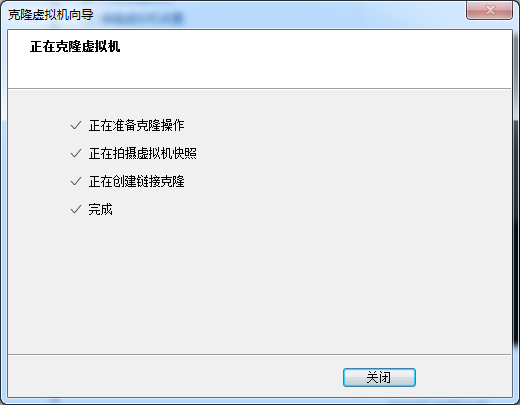 克隆虚拟机向导
正在克隆虚拟机
正在准备克隆操作
正在拍摄虚拟机快照
正在创建链接克隆
完成
关闭